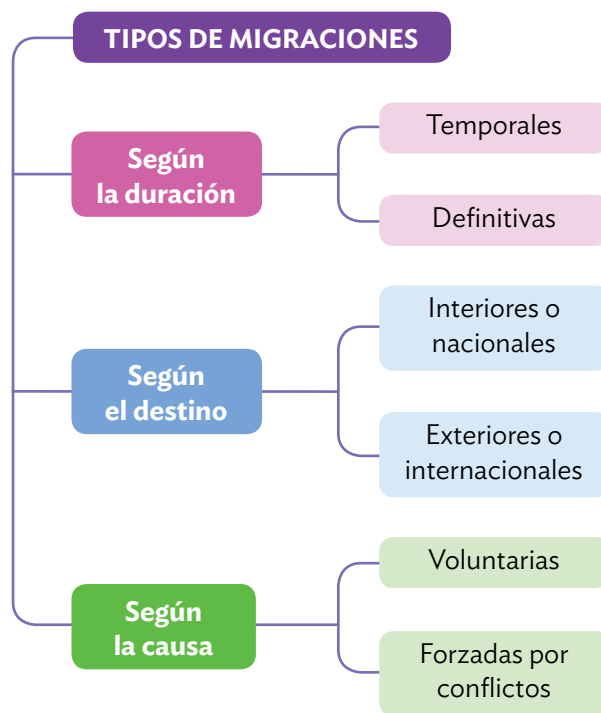 TIPOS DE MIGRACIONES
Según
la duración
Temporales
Definitivas
Según
el destino
Interiores o
nacionales
Exteriores o
internacionales
Según
la causa
Voluntarias
Forzadas por
conflictos